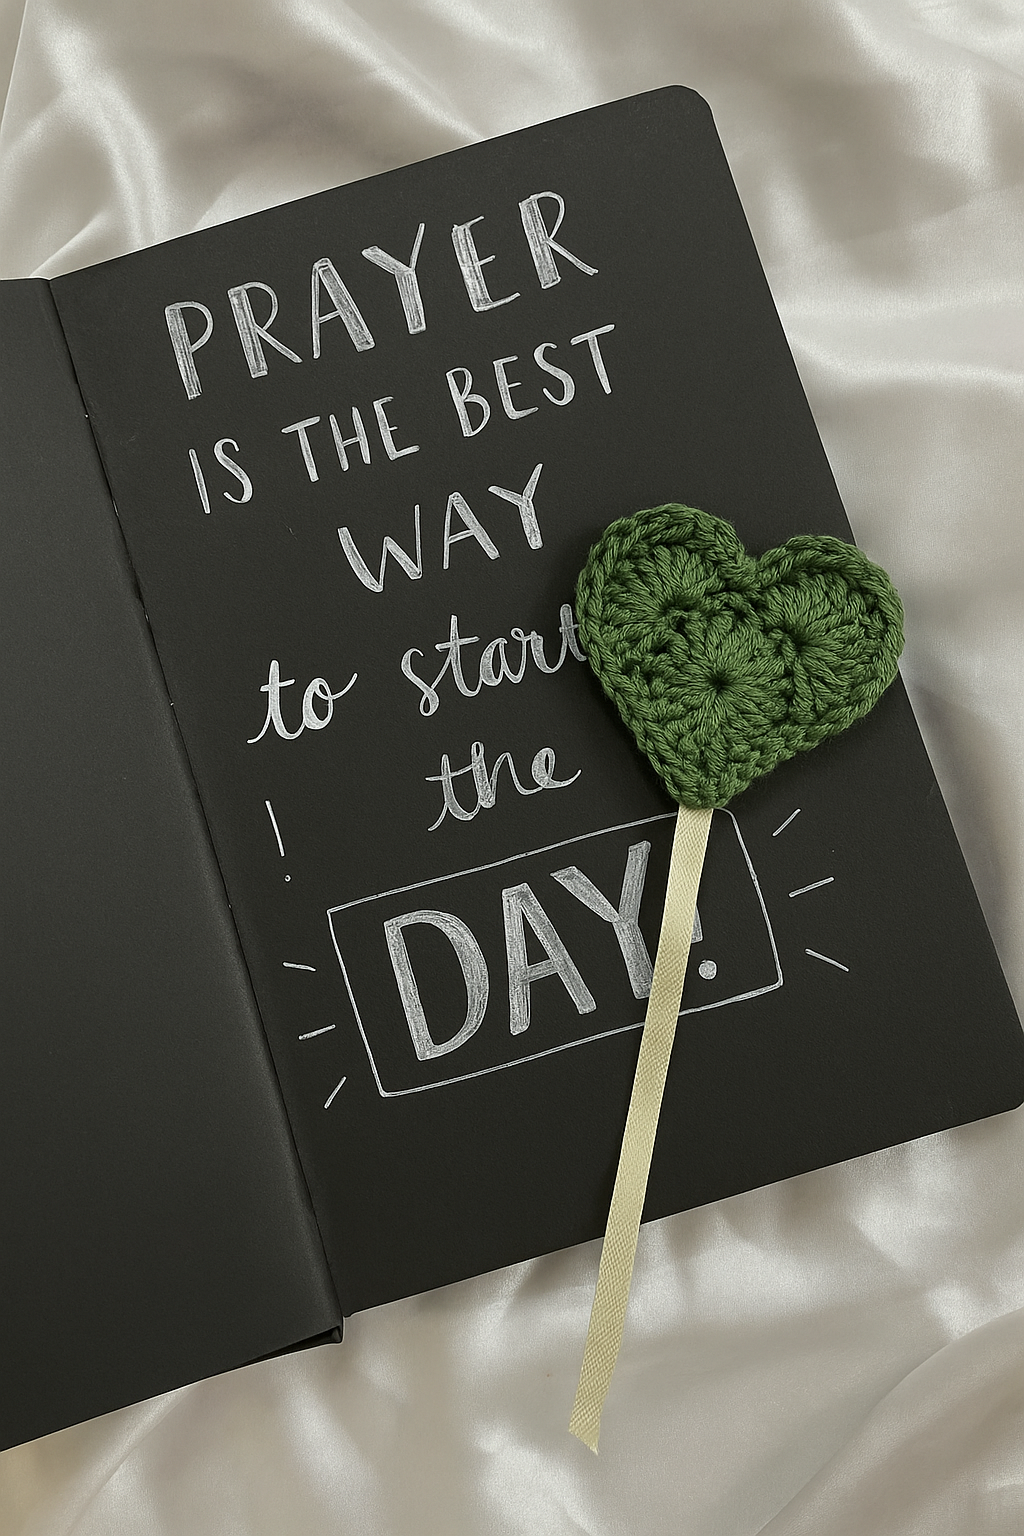 PRAYER
IS THE BEST
WAY
to start
the
DAY!